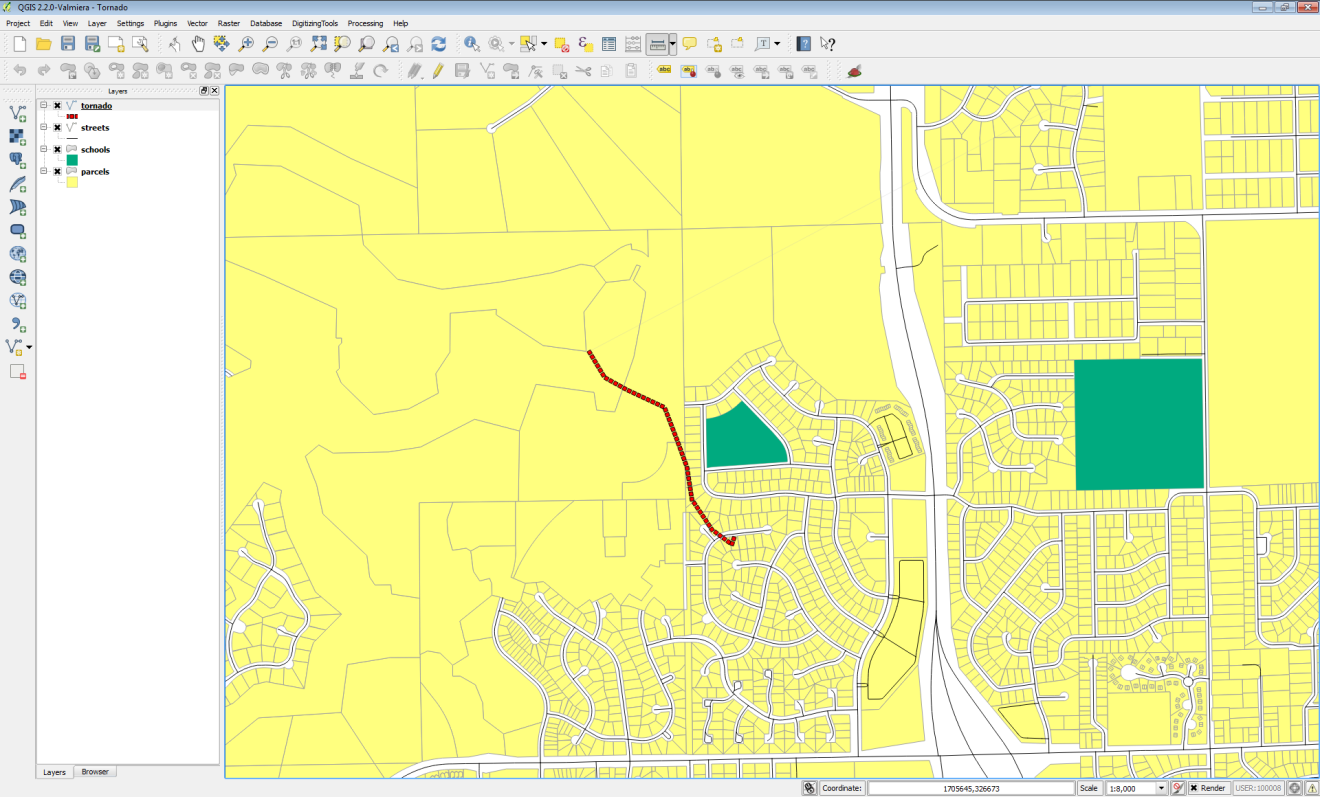 QGIS 2.2.0-Valmiera - Tornado
Project Edit View Layer Settings Plugins Vector Raster Database DigitizingTools Processing Help
Layers
tornado
streets
schools
parcels
Layers Browser
Coordinate: 1705645,326673 Scale 1:8,000 Render USER:100008